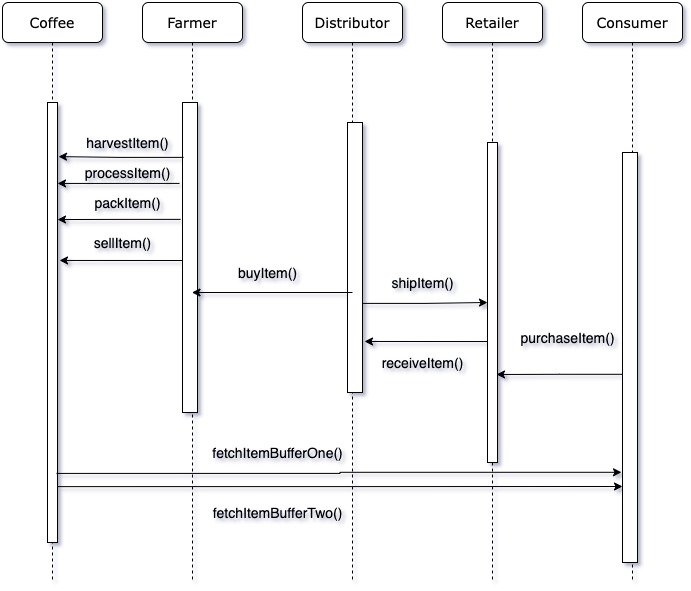 Coffee
Farmer
Distributor
Retailer
Consumer
harvestItem()
processItem()
packItem()
sellItem()
buyItem()
shipItem()
purchaseItem()
receiveItem()
fetchItemBufferOne()
fetchItemBufferTwo()